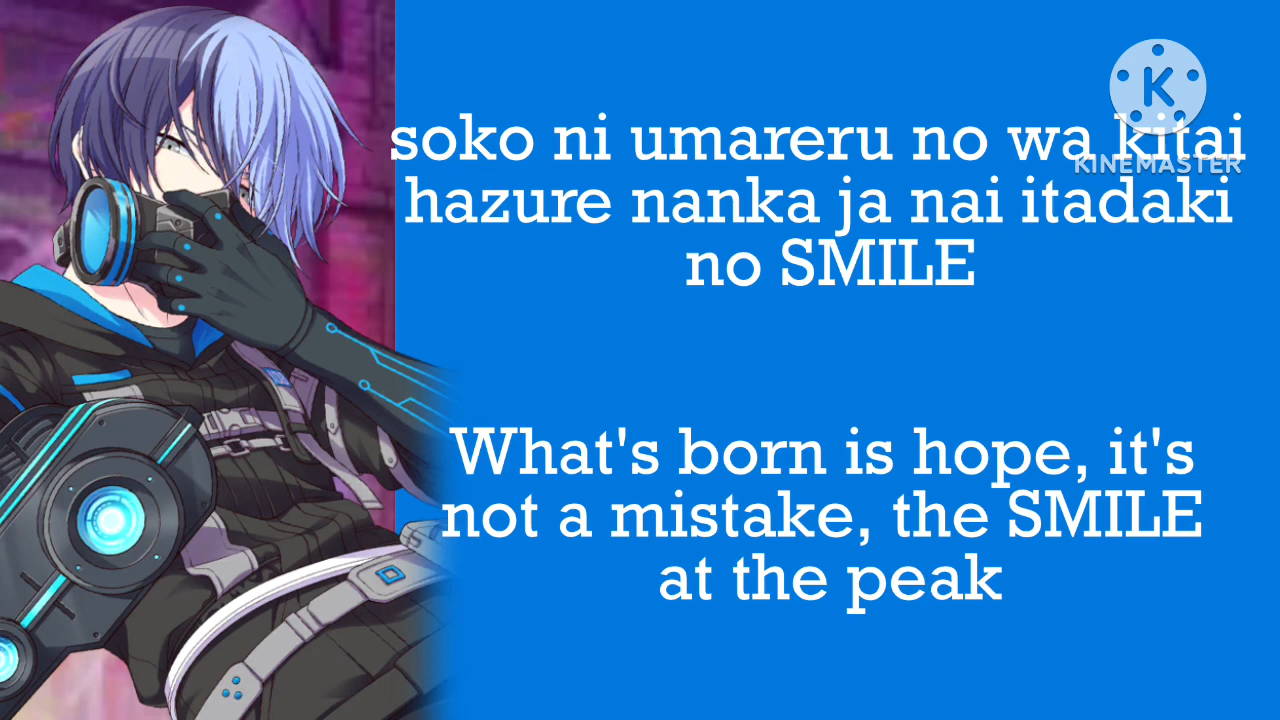 soko ni umareru no wa kitai
hazure nanka ja nai itadaki
no SMILE
K
KINEMASTER
What's born is hope, it's
not a mistake, the SMILE
at the peak